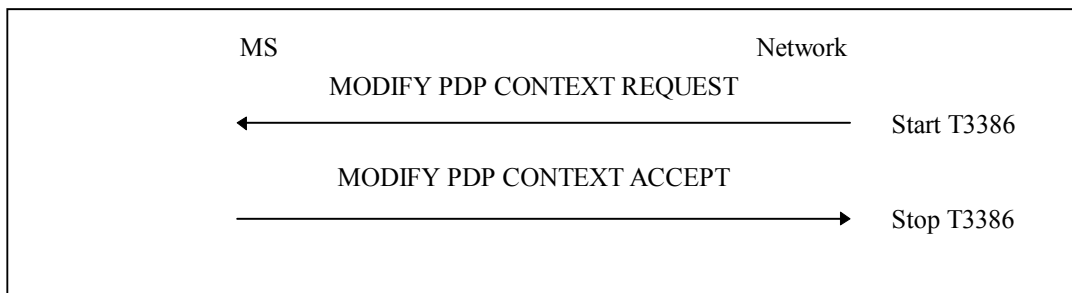 MS Network
MODIFY PDP CONTEXT REQUEST
Start T3386
MODIFY PDP CONTEXT ACCEPT
Stop T3386